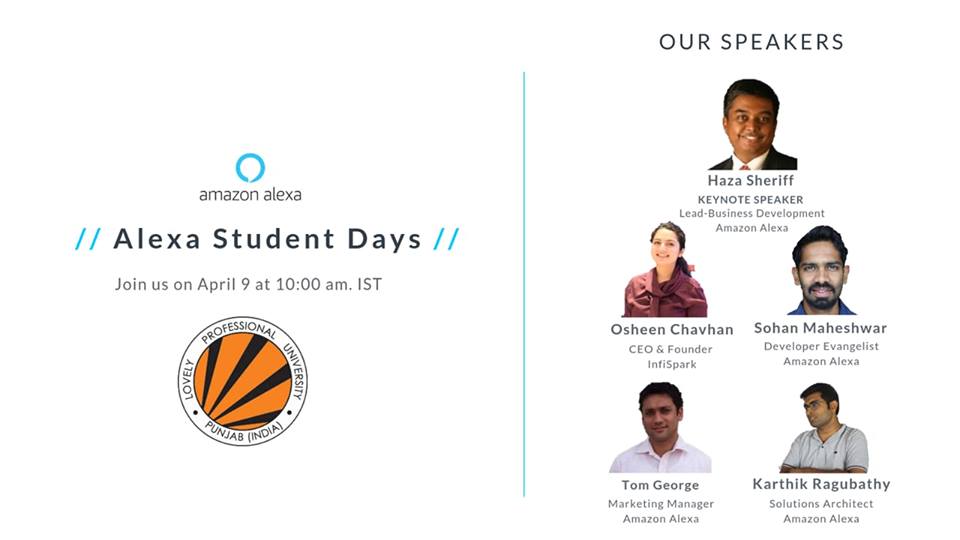 OUR SPEAKERS
amazon alexa
// Alexa Student Days //
Join us on April 9 at 10:00 am. IST
LOVELY PROFESSIONAL UNIVERSITY
PUNJAB (INDIA)
Haza Sheriff
KEYNOTE SPEAKER
Lead-Business Development
Amazon Alexa
Osheen Chavhan
CEO & Founder
InfiSpark
Sohan Maheshwar
Developer Evangelist
Amazon Alexa
Tom George
Marketing Manager
Amazon Alexa
Karthik Ragubathy
Solutions Architect
Amazon Alexa